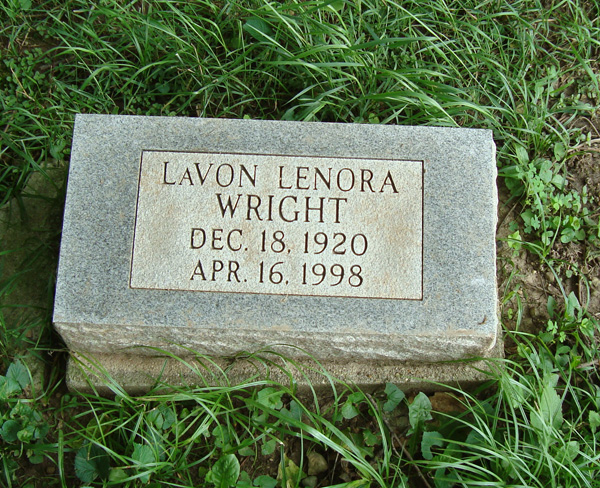 LAVON LENORA
WRIGHT
DEC. 18, 1920
APR. 16, 1998